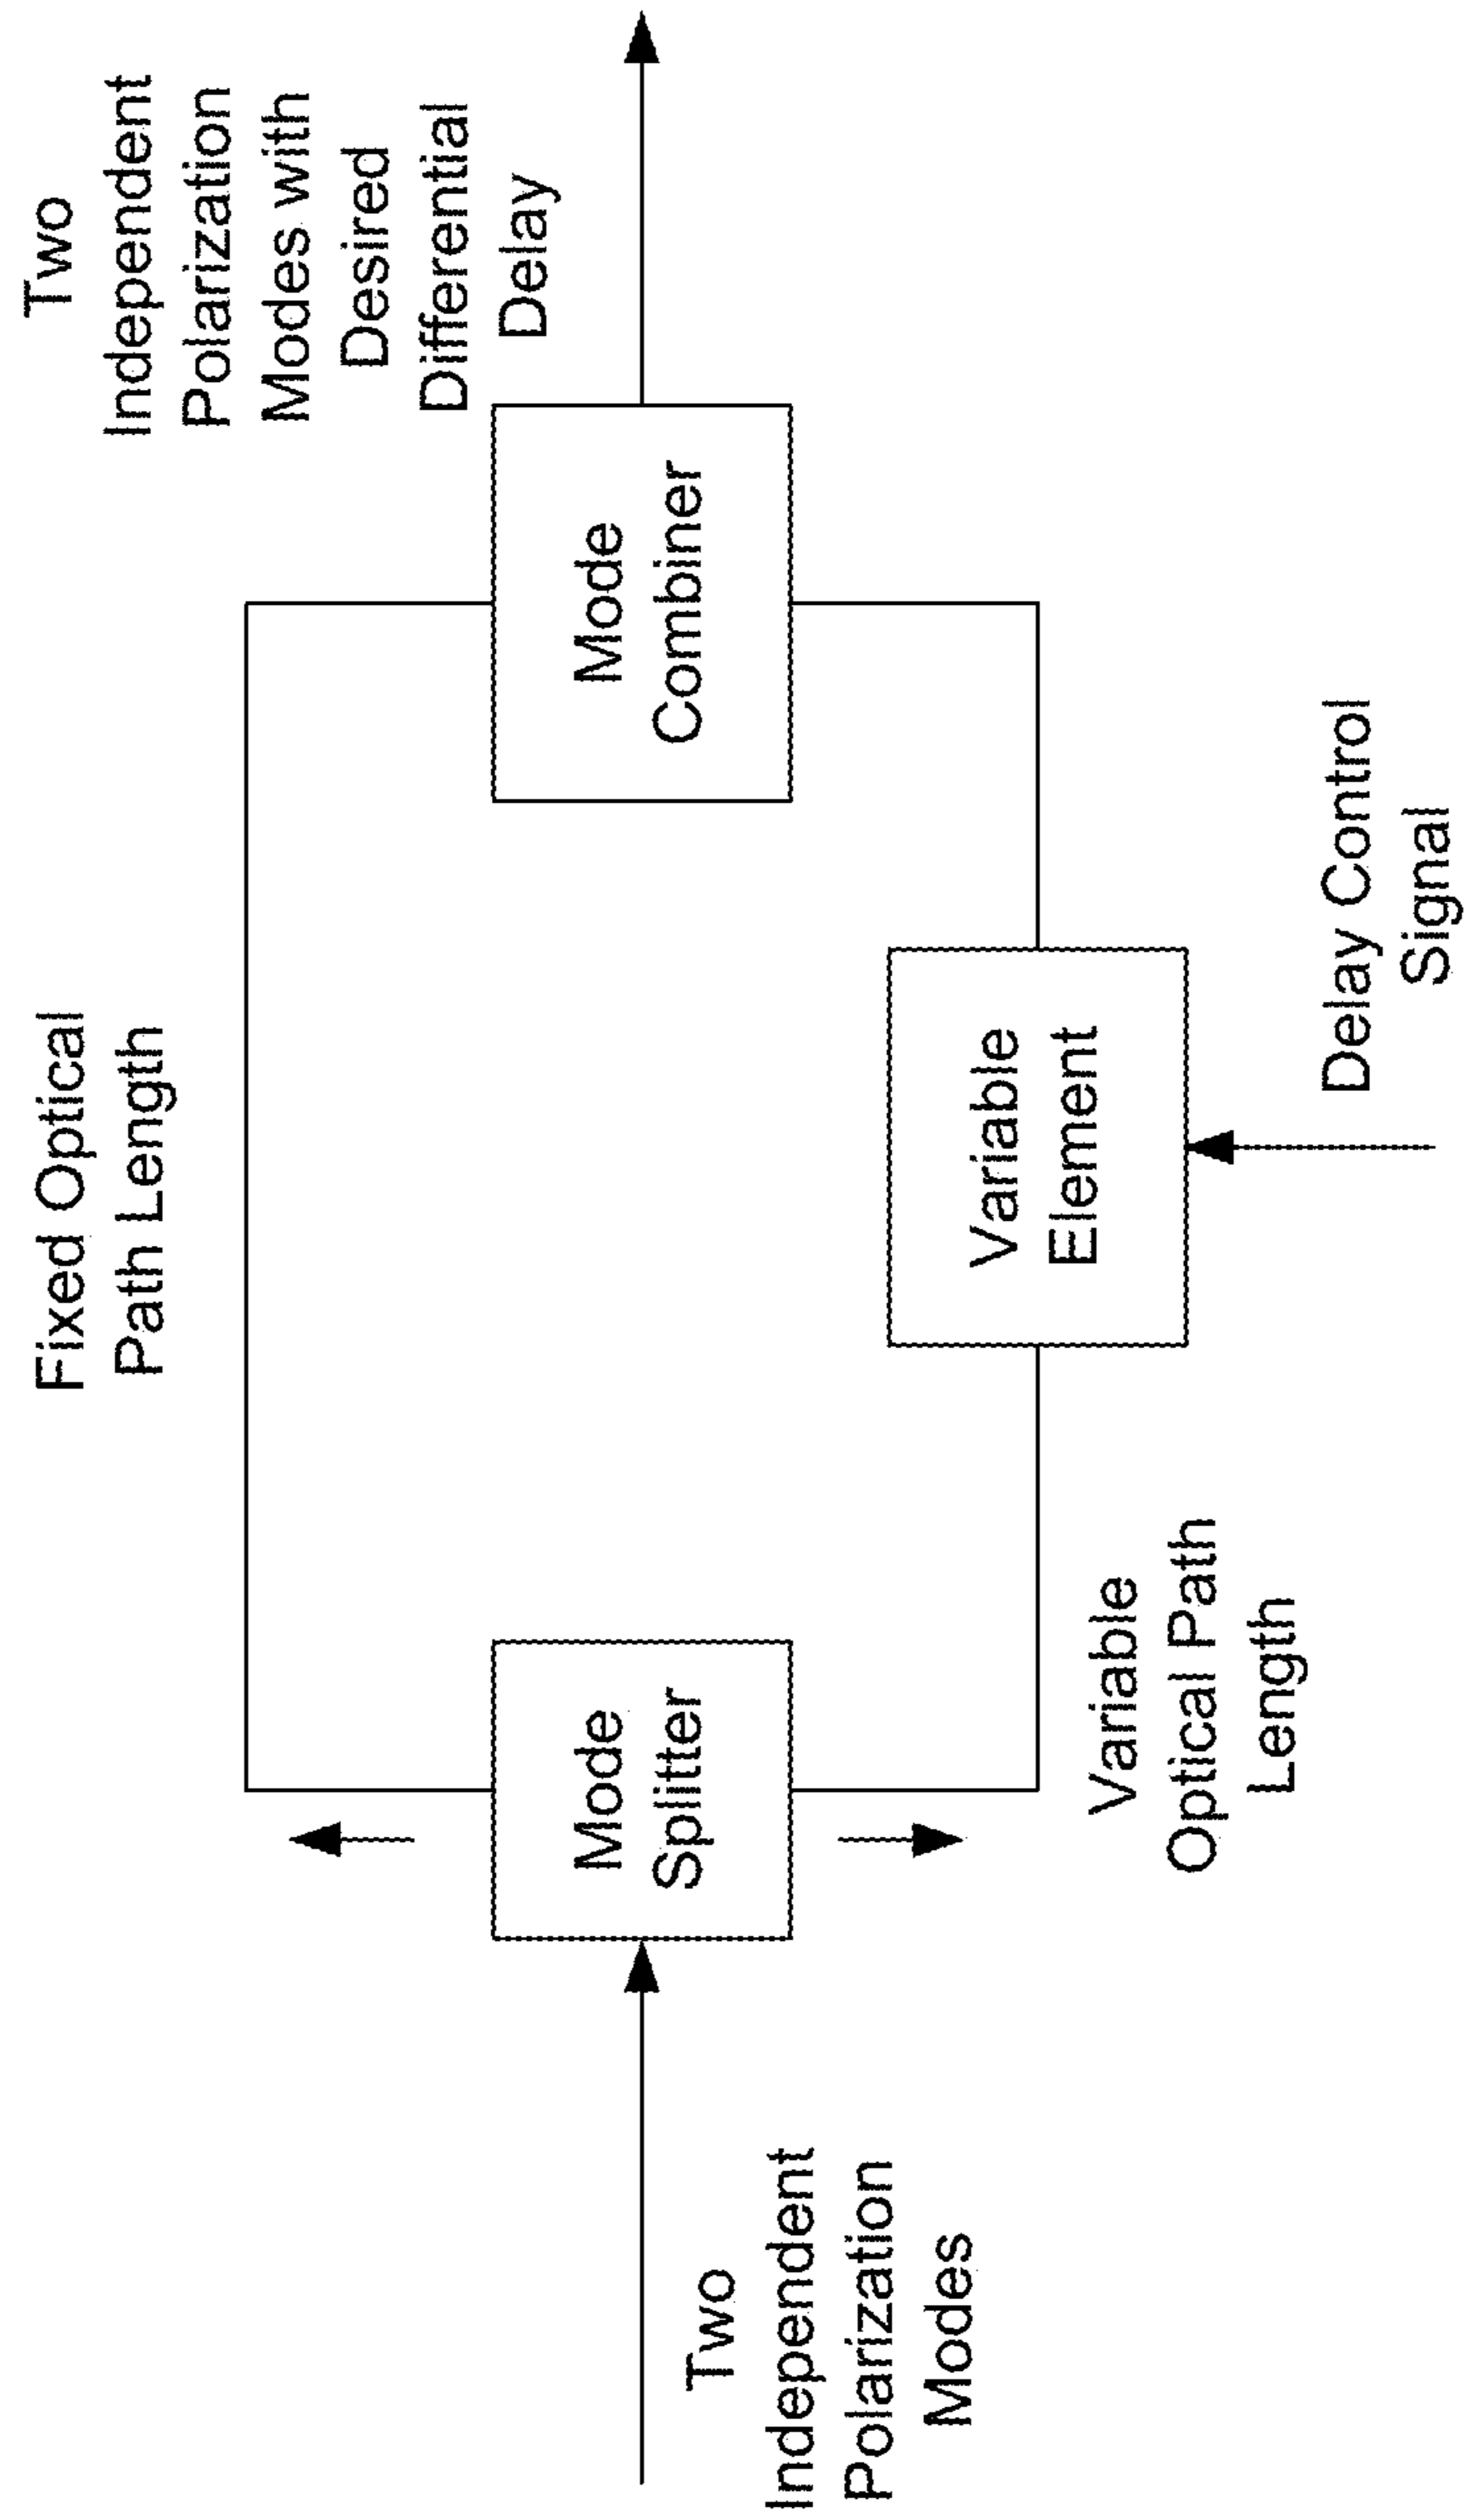 Two
Independent
Polarization
Modes
Mode
Splitter
Fixed Optical
Path Length
Variable
Optical Path
Length
Variable
Element
Delay Control
Signal
Mode
Combiner
Two
Independent
Polarization
Modes with
Desired
Differential
Delay